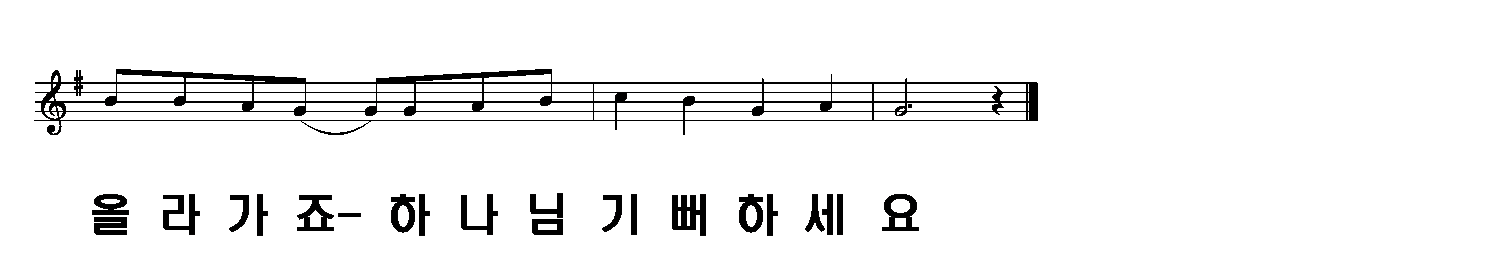 올 라 가 죠- 하 나 님 기 뻐 하 세 요